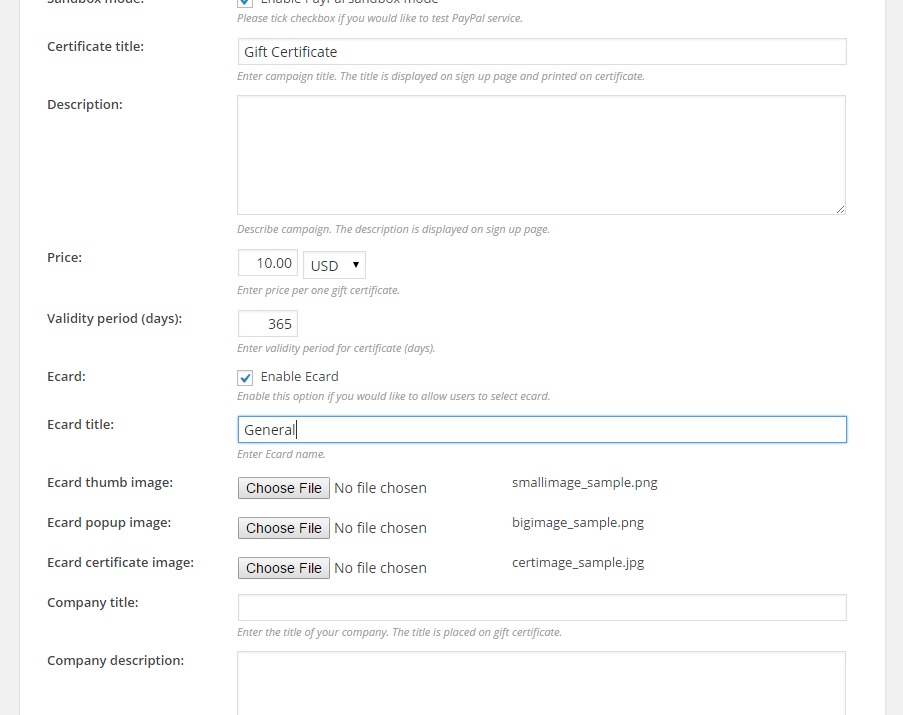 Sandbox mode: Enable PayPal sandbox mode
Please tick checkbox if you would like to test PayPal service.
Certificate title: Gift Certificate
Enter campaign title. The title is displayed on sign up page and printed on certificate.
Description:
Describe campaign. The description is displayed on sign up page.
Price: 10.00 USD
Enter price per one gift certificate.
Validity period (days): 365
Enter validity period for certificate (days).
Ecard: Enable Ecard
Enable this option if you would like to allow users to select ecard.
Ecard title: General
Enter Ecard name.
Ecard thumb image: Choose File No file chosen smallimage_sample.png
Ecard popup image: Choose File No file chosen bigimage_sample.png
Ecard certificate image: Choose File No file chosen certimage_sample.jpg
Company title:
Enter the title of your company. The title is placed on gift certificate.
Company description: